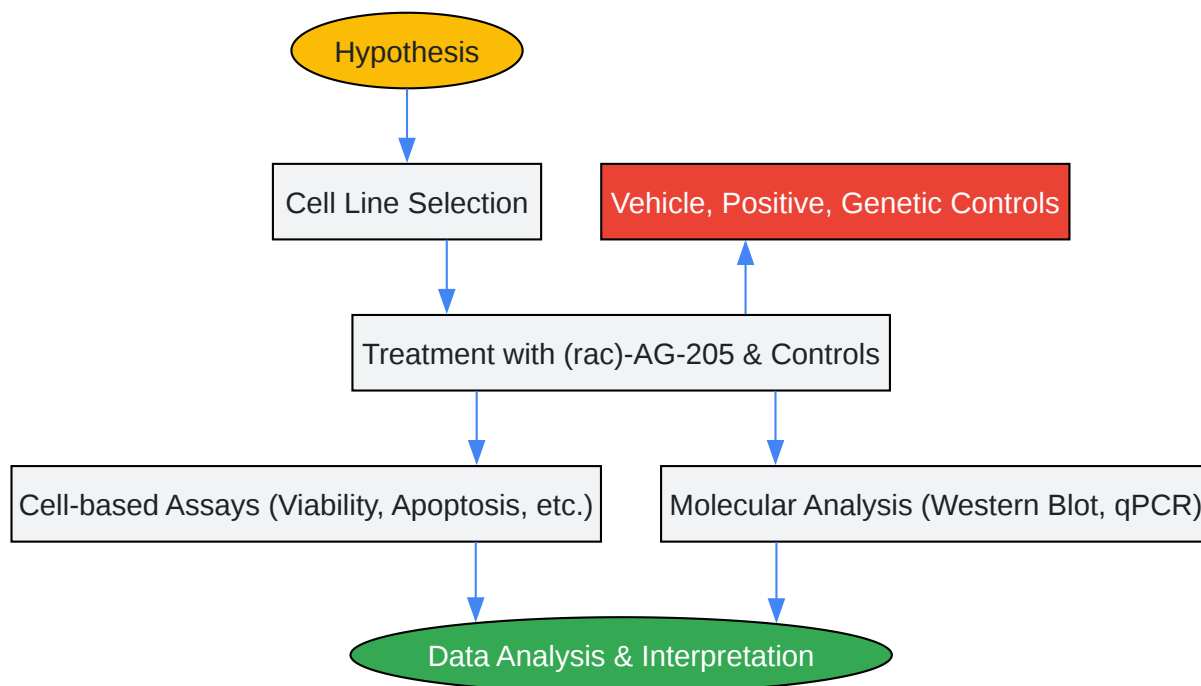 Hypothesis
Cell Line Selection
Vehicle, Positive, Genetic Controls
Treatment with (rac)-AG-205 & Controls
Cell-based Assays (Viability, Apoptosis, etc.)
Molecular Analysis (Western Blot, qPCR)
Data Analysis & Interpretation